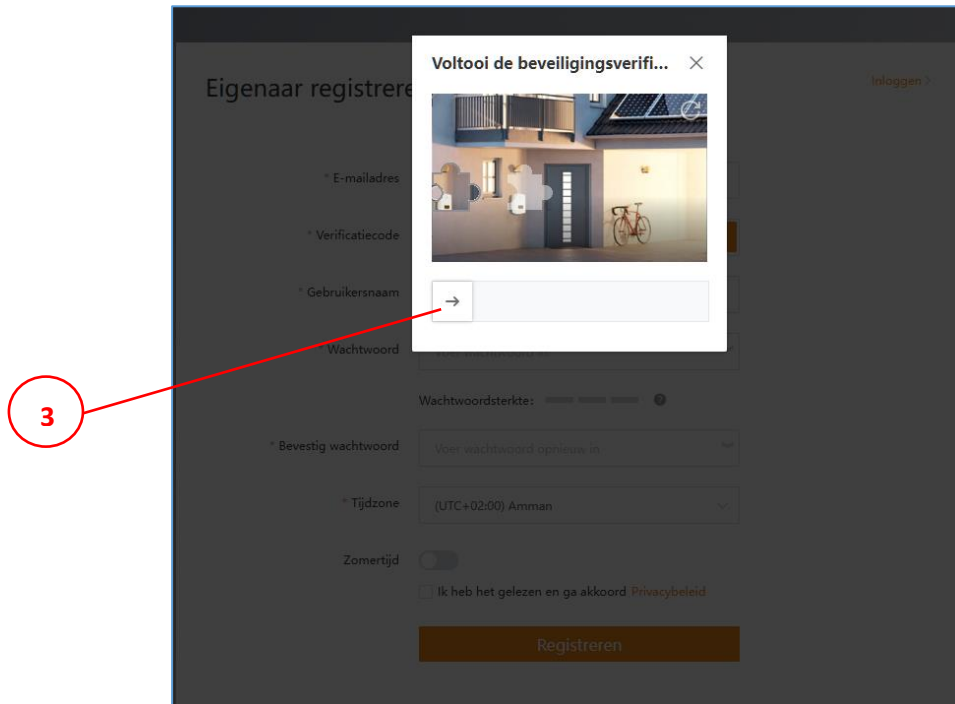 Voltooi de beveiligingsverifi...
Eigenaar registrere
Inloggen >
* E-mailadres
* Verificatiecode
* Gebruikersnaam
Wachtwoord
Wachtwoordsterkte:
3
* Bevestig wachtwoord
Voer wachtwoord opnieuw in
* Tijdzone
(UTC+02:00) Amman
Zomertijd
Ik heb het gelezen en ga akkoord Privacybeleid
Registreren